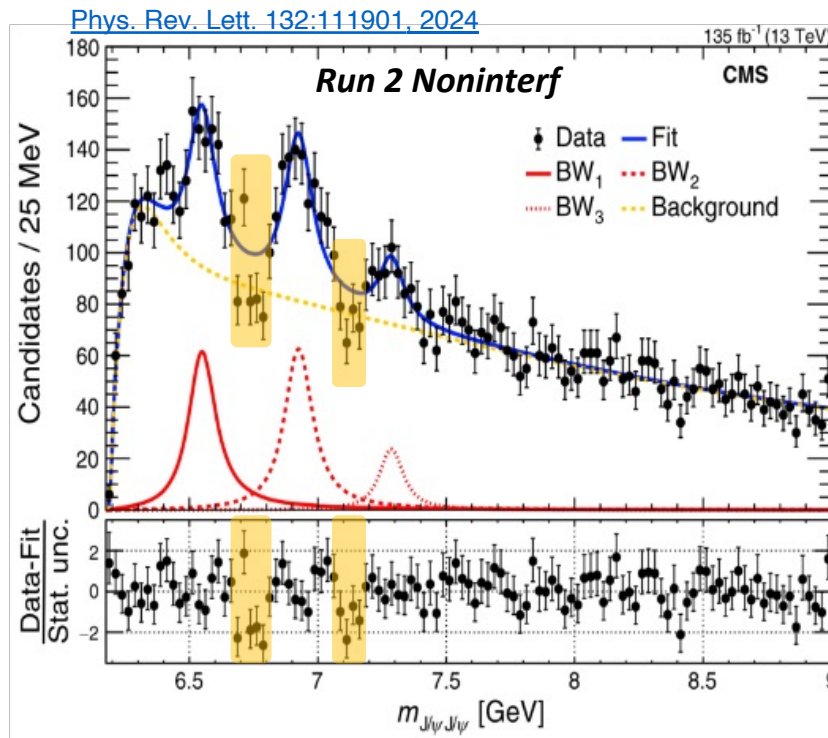 Phys. Rev. Lett. 132:111901, 2024
135 fb⁻¹ (13 TeV)
Run 2 Noninterf
CMS
Data
Fit
BW₁
BW₂
BW₃
Background
Candidates / 25 MeV
180
160
140
120
100
80
60
40
20
0
Data-Fit
Stat. unc.
2
0
−2
6.5 7 7.5 8 8.5 9
m_J/ψJ/ψ [GeV]